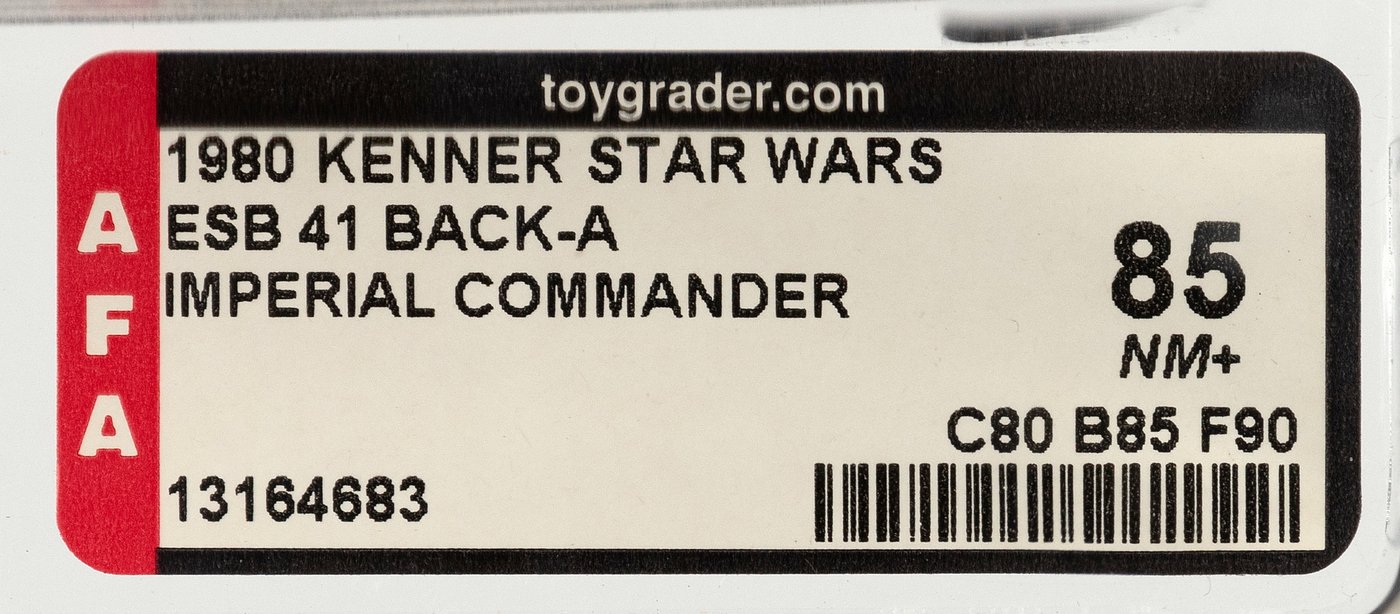 toygrader.com
AFA
1980 KENNER STAR WARS
ESB 41 BACK-A
IMPERIAL COMMANDER
85
NM+
C80 B85 F90
13164683